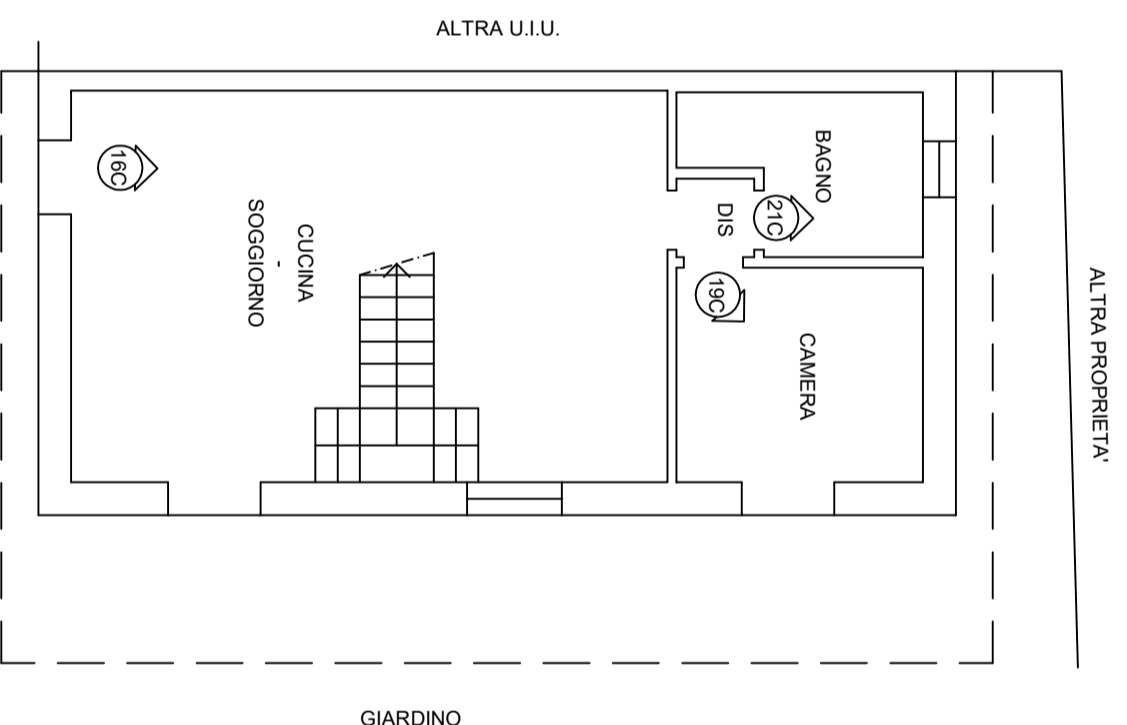 ALTRA U.I.U.
16C
SOGGIORNO
-
CUCINA
BAGNO
DIS
21C
19C
CAMERA
ALTRA PROPRIETA'
GIARDINO